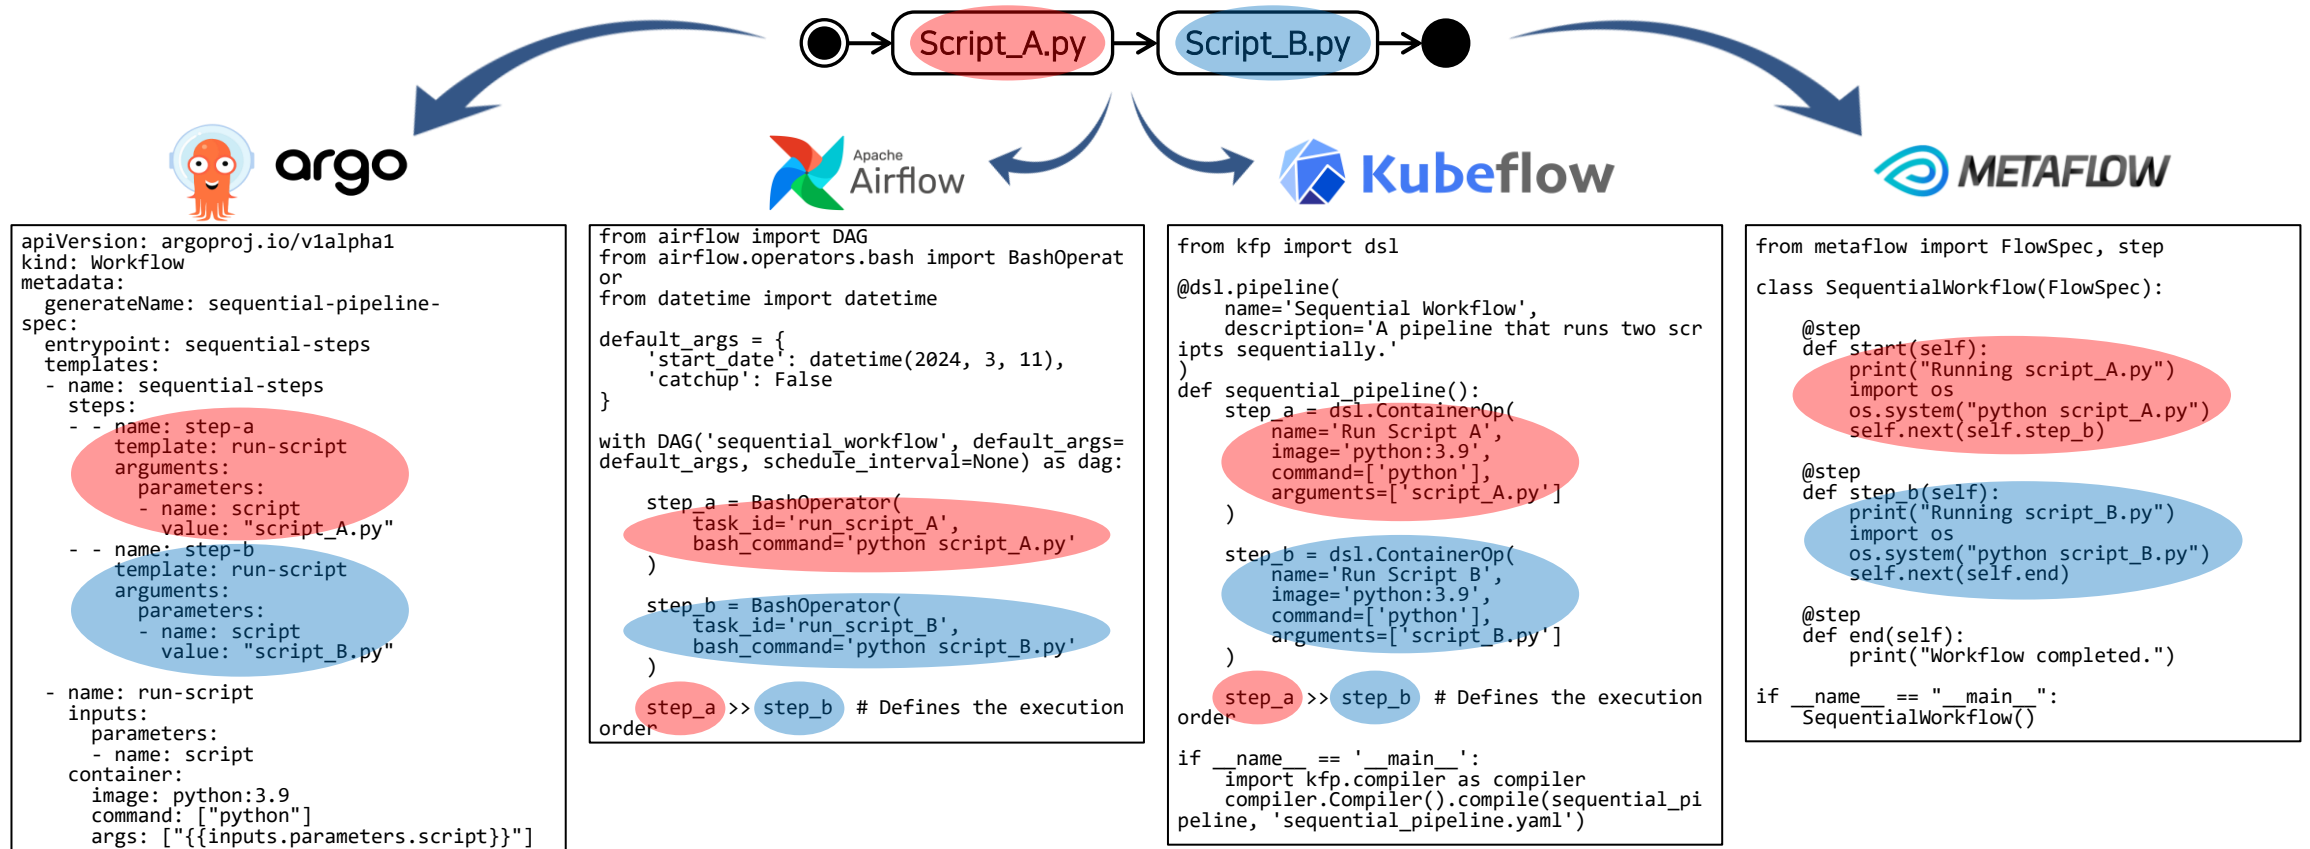 Script_A.py
Script_B.py
argo
Apache
Airflow
Kubeflow
METAFLOW
apiVersion: argoproj.io/v1alpha1
kind: Workflow
metadata:
  generateName: sequential-pipeline-
spec:
  entrypoint: sequential-steps
  templates:
  - name: sequential-steps
    steps:
    - - name: step-a
        template: run-script
        arguments:
          parameters:
          - name: script
            value: "script_A.py"
    - - name: step-b
        template: run-script
        arguments:
          parameters:
          - name: script
            value: "script_B.py"
  - name: run-script
    inputs:
      parameters:
      - name: script
    container:
      image: python:3.9
      command: ["python"]
      args: ["{{inputs.parameters.script}}"]
from airflow import DAG
from airflow.operators.bash import BashOperat
or
from datetime import datetime
default_args = {
    'start_date': datetime(2024, 3, 11),
    'catchup': False
}
with DAG('sequential_workflow', default_args=
default_args, schedule_interval=None) as dag:
    step_a = BashOperator(
        task_id='run_script_A',
        bash_command='python script_A.py'
    )
    step_b = BashOperator(
        task_id='run_script_B',
        bash_command='python script_B.py'
    )
    step_a >> step_b  # Defines the execution
order
from kfp import dsl
@dsl.pipeline(
    name='Sequential Workflow',
    description='A pipeline that runs two scr
ipts sequentially.'
)
def sequential_pipeline():
    step_a = dsl.ContainerOp(
        name='Run Script A',
        image='python:3.9',
        command=['python'],
        arguments=['script_A.py']
    )
    step_b = dsl.ContainerOp(
        name='Run Script B',
        image='python:3.9',
        command=['python'],
        arguments=['script_B.py']
    )
    step_a >> step_b  # Defines the execution
order
if __name__ == '__main__':
    import kfp.compiler as compiler
    compiler.Compiler().compile(sequential_pi
peline, 'sequential_pipeline.yaml')
from metaflow import FlowSpec, step
class SequentialWorkflow(FlowSpec):
    @step
    def start(self):
        print("Running script_A.py")
        import os
        os.system("python script_A.py")
        self.next(self.step_b)
    @step
    def step_b(self):
        print("Running script_B.py")
        import os
        os.system("python script_B.py")
        self.next(self.end)
    @step
    def end(self):
        print("Workflow completed.")
if __name__ == "__main__":
    SequentialWorkflow()